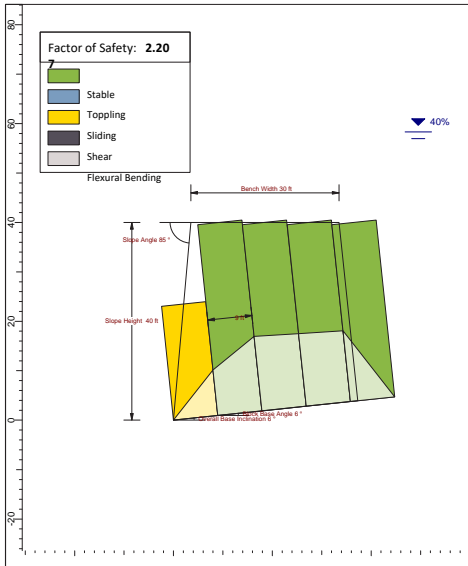 80
60
40
20
0
-20
Factor of Safety: 2.20
7
Stable
Toppling
Sliding
Shear
Flexural Bending
40%
Bench Width 30 ft
Slope Angle 85 °
Slope Height 40 ft
9 ft
Block Base Angle 6 °
Overall Base Inclination 6 °